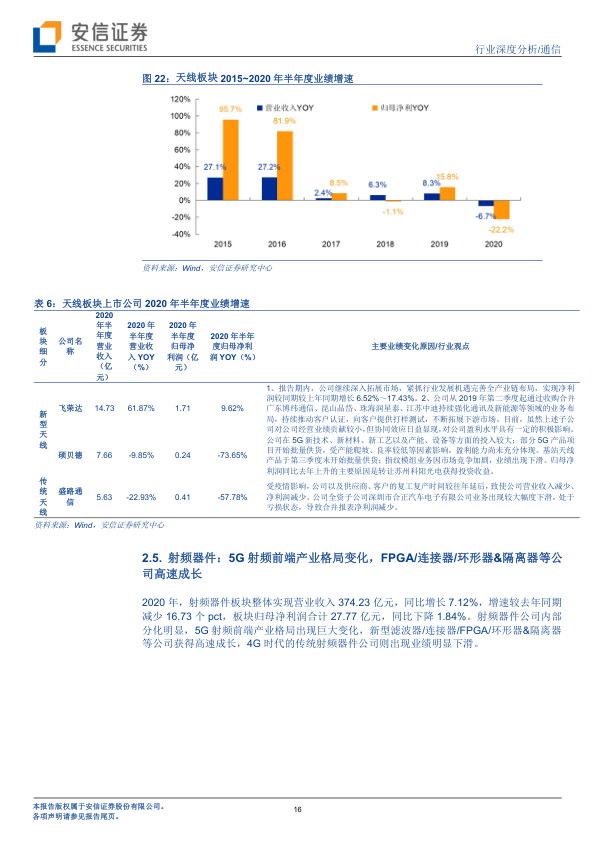 安信证券
ESSENCE SECURITIES
行业深度分析/通信
图 22：天线板块 2015~2020 年半年度业绩增速
营业收入YOY 归母净利YOY
120%
100%
80%
60%
40%
20%
0%
-20%
-40%
27.1% 95.7%
27.2% 81.9%
2.4% 8.5%
6.3% -1.1%
8.3% 15.8%
-6.7% -22.2%
2015 2016 2017 2018 2019 2020
资料来源：Wind，安信证券研究中心
表 6：天线板块上市公司 2020 年半年度业绩增速
板块细分 公司名称 2020年半年度营业收入（亿元） 2020 年半年度营业收入 YOY（%） 2020 年半年度归母净利润（亿元） 2020 年半年度归母净利润 YOY（%） 主要业绩变化原因/行业观点
新型天线 飞荣达 14.73 61.87% 1.71 9.62%
1、报告期内，公司继续深入拓展市场，紧抓行业发展机遇完善全产业链布局，实现净利
润较同期较上年同期增长 6.52%～17.43%。2、公司从 2019 年第二季度起通过收购合并
广东博纬通信、昆山品岱、珠海润星泰、江苏中迪持续强化通讯及新能源等领域的业务布
局，持续推动客户认证，向客户提供打样测试，不断拓展下游市场。目前，虽然上述子公
司对公司经营业绩贡献较小，但协同效应日益显现，对公司盈利水平具有一定的积极影响。
硕贝德 7.66 -9.85% 0.24 -73.65%
公司在 5G 新技术、新材料、新工艺以及产能、设备等方面的投入较大；部分 5G 产品项
目开始批量供货，受产能爬坡、良率较低等因素影响，盈利能力尚未充分体现。基站天线
产品于第三季度末开始批量供货；指纹模组业务因市场竞争加剧，业绩出现下滑。归母净
利润同比去年上升的主要原因是转让苏州科阳光电获得投资收益。
传统天线 盛路通信 5.63 -22.93% 0.41 -57.78%
受疫情影响，公司以及供应商、客户的复工复产时间较往年延后，致使公司营业收入减少、
净利润减少。公司全资子公司深圳市合正汽车电子有限公司业务出现较大幅度下滑，处于
亏损状态，导致合并报表净利润减少。
资料来源：Wind，安信证券研究中心
2.5. 射频器件：5G 射频前端产业格局变化，FPGA/连接器/环形器&隔离器等公
司高速成长
2020 年，射频器件板块整体实现营业收入 374.23 亿元，同比增长 7.12%，增速较去年同期
减少 16.73 个 pct，板块归母净利润合计 27.77 亿元，同比下降 1.84%。射频器件公司内部
分化明显，5G 射频前端产业格局出现巨大变化，新型滤波器/连接器/FPGA/环形器&隔离器
等公司获得高速成长，4G 时代的传统射频器件公司则出现业绩明显下滑。
本报告版权属于安信证券股份有限公司。
各项声明请参见报告尾页。
16